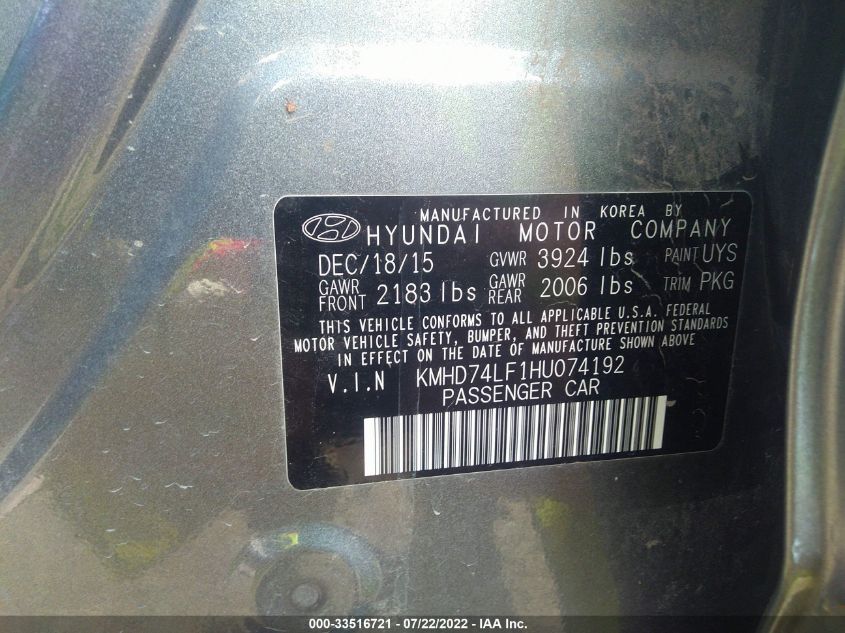 MANUFACTURED IN KOREA BY
HYUNDAI MOTOR COMPANY
DEC/18/15 GVWR 3924 lbs PAINT UYS
GAWR FRONT 2183 lbs GAWR REAR 2006 lbs TRIM PKG
THIS VEHICLE CONFORMS TO ALL APPLICABLE U.S.A. FEDERAL
MOTOR VEHICLE SAFETY, BUMPER, AND THEFT PREVENTION STANDARDS
IN EFFECT ON THE DATE OF MANUFACTURE SHOWN ABOVE
V.I.N KMHD74LF1HU074192
PASSENGER CAR
000-33516721 - 07/22/2022 - IAA Inc.